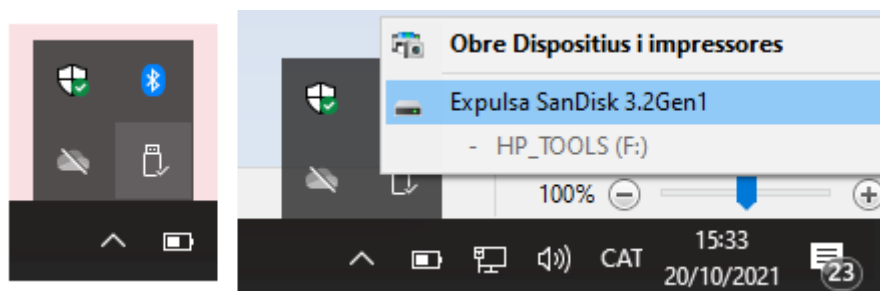 Obre Dispositius i impressores
Expulsa SanDisk 3.2Gen1
- HP_TOOLS (F:)
100%
CAT
15:33
20/10/2021
23